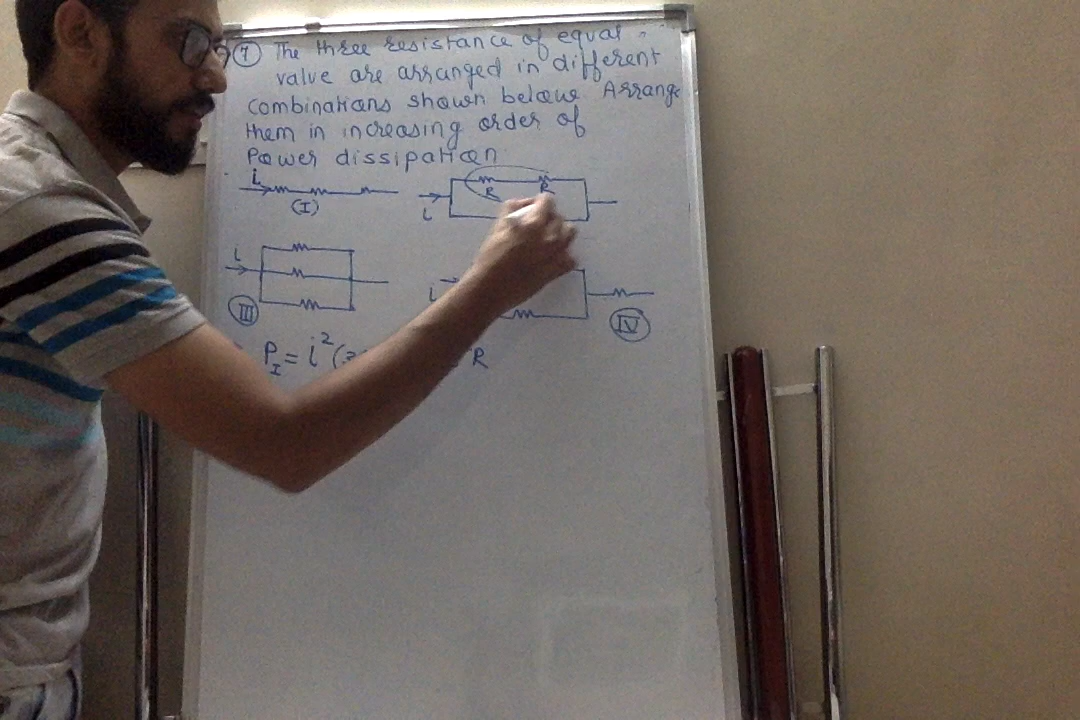 7 The three resistance of equal
value are arranged in different
combinations shown below. Arrange
them in increasing order of
Power dissipation
i
(I)
R R
i
i
III
i
IV
P_I = i²(3 R